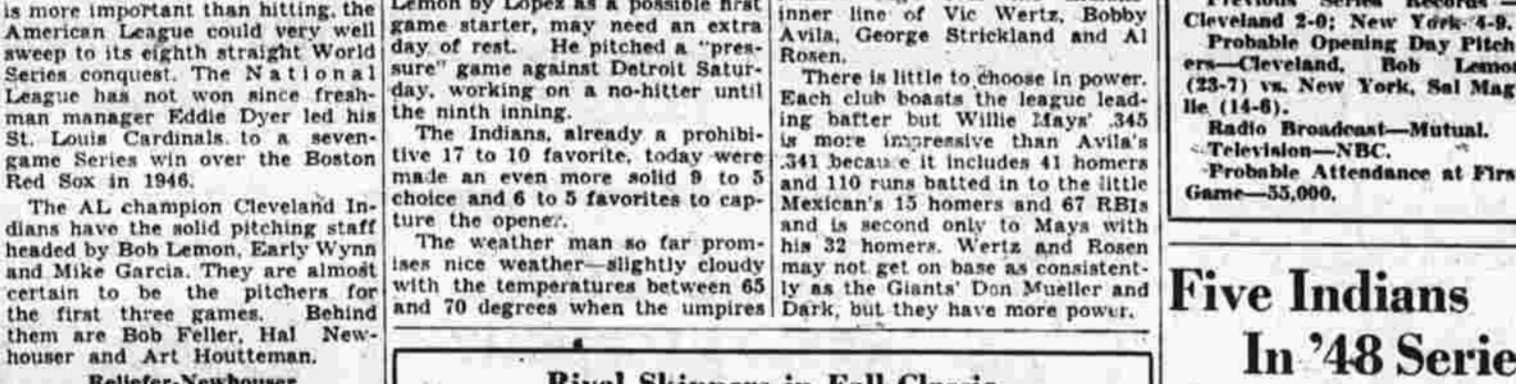 is more important than hitting, the
American League could very well
sweep to its eighth straight World
Series conquest. The National
League has not won since fresh-
man manager Eddie Dyer led his
St. Louis Cardinals to a seven-
game Series win over the Boston
Red Sox in 1946.
The AL champion Cleveland In-
dians have the solid pitching staff
headed by Bob Lemon, Early Wynn
and Mike Garcia. They are almost
certain to be the pitchers for
the first three games. Behind
them are Bob Feller, Hal New-
houser and Art Houtteman.
Reliefer-Newhouser
Lemon by Lopez as a possible first
game starter, may need an extra
day of rest. He pitched a "pres-
sure" game against Detroit Satur-
day, working on a no-hitter until
the ninth inning.
The Indians, already a prohibi-
tive 17 to 10 favorite, today were
made an even more solid 9 to 5
choice and 6 to 5 favorites to cap-
ture the opener.
The weather man so far prom-
ises nice weather—slightly cloudy
with the temperatures between 65
and 70 degrees when the umpires
Rival Skippers in Fall Classic
inner line of Vic Wertz, Bobby
Avila, George Strickland and Al
Rosen.
There is little to choose in power.
Each club boasts the league lead-
ing batter but Willie Mays' .345
is more impressive than Avila's
.341 because it includes 41 homers
and 110 runs batted in to the little
Mexican's 15 homers and 67 RBIs
and is second only to Mays with
his 32 homers. Wertz and Rosen
may not get on base as consistent-
ly as the Giants' Don Mueller and
Dark, but they have more power.
Previous Series Records—
Cleveland 2-0; New York 4-9.
Probable Opening Day Pitch
ers—Cleveland, Bob Lemon
(23-7) vs. New York, Sal Mag
lie (14-6).
Radio Broadcast—Mutual.
Television—NBC.
Probable Attendance at Firs
Game—55,000.
Five Indians
In '48 Serie